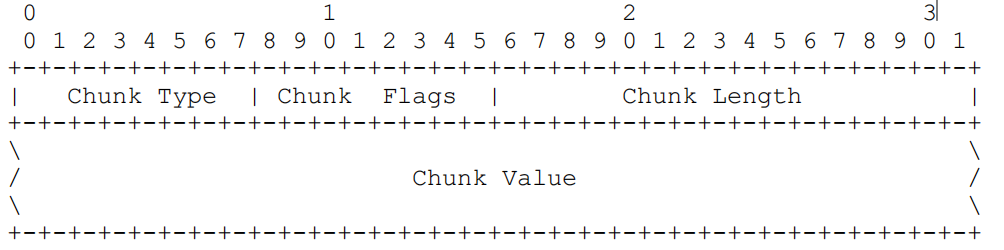 0                   1                   2                   3
 0 1 2 3 4 5 6 7 8 9 0 1 2 3 4 5 6 7 8 9 0 1 2 3 4 5 6 7 8 9 0 1
+-+-+-+-+-+-+-+-+-+-+-+-+-+-+-+-+-+-+-+-+-+-+-+-+-+-+-+-+-+-+-+-+
|   Chunk Type  | Chunk  Flags  |        Chunk Length           |
+-+-+-+-+-+-+-+-+-+-+-+-+-+-+-+-+-+-+-+-+-+-+-+-+-+-+-+-+-+-+-+-+
\                                                               \
/                          Chunk Value                          /
\                                                               \
+-+-+-+-+-+-+-+-+-+-+-+-+-+-+-+-+-+-+-+-+-+-+-+-+-+-+-+-+-+-+-+-+